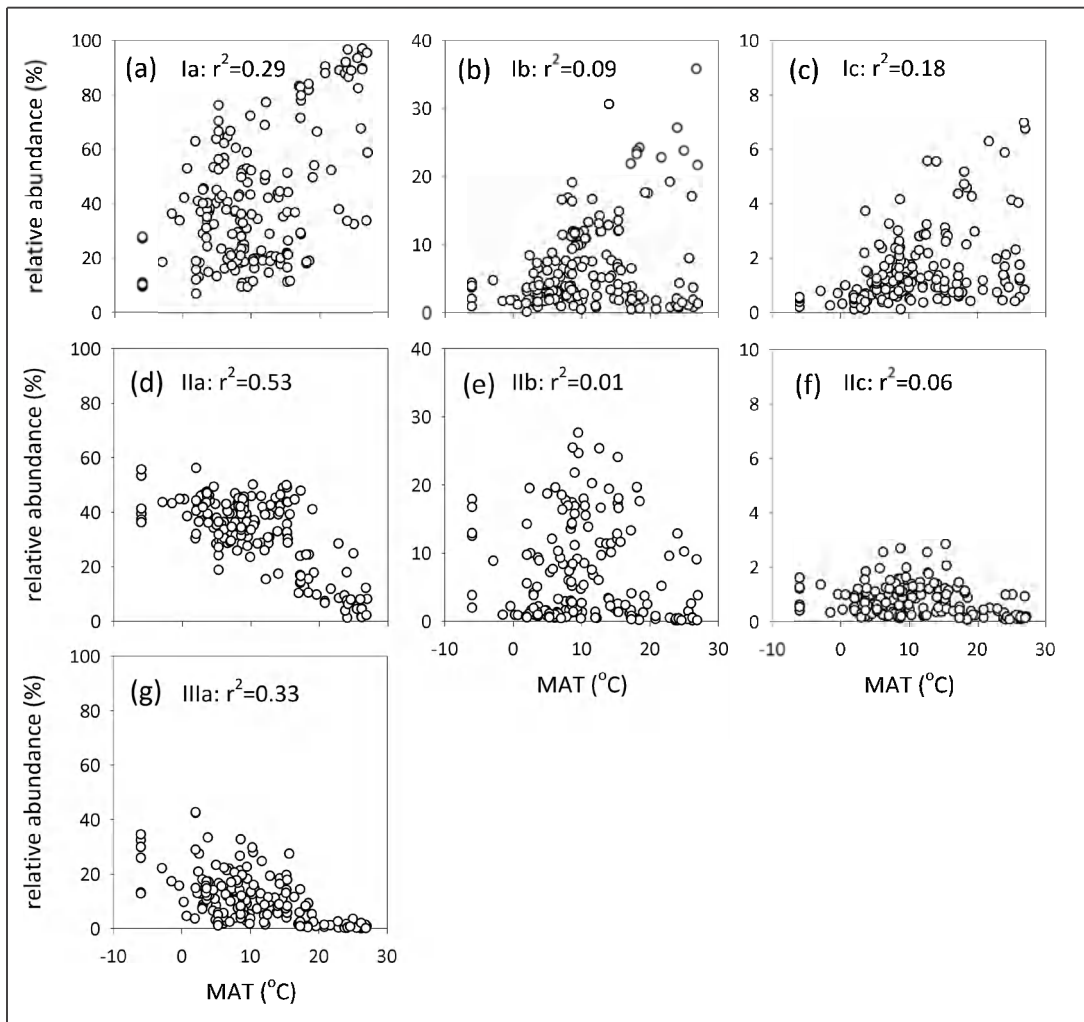 (a) Ia: r²=0.29
(b) Ib: r²=0.09
(c) Ic: r²=0.18
relative abundance (%)
100
80
60
40
20
0
40
30
20
10
0
10
8
6
4
2
0
(d) IIa: r²=0.53
(e) IIb: r²=0.01
(f) IIc: r²=0.06
relative abundance (%)
100
80
60
40
20
0
40
30
20
10
0
10
8
6
4
2
0
-10 0 10 20 30
MAT (°C)
-10 0 10 20 30
MAT (°C)
(g) IIIa: r²=0.33
relative abundance (%)
100
80
60
40
20
0
-10 0 10 20 30
MAT (°C)